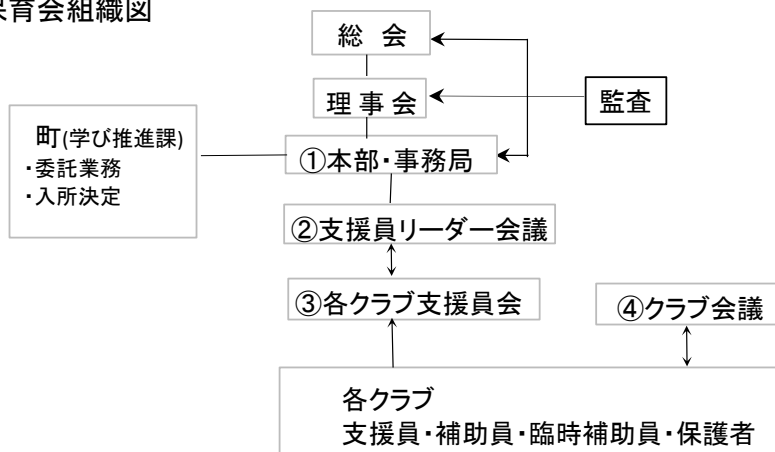 保育会組織図
総 会
理 事 会
監査
町(学び推進課)
・委託業務
・入所決定
①本部・事務局
②支援員リーダー会議
③各クラブ支援員会
④クラブ会議
各クラブ
支援員・補助員・臨時補助員・保護者